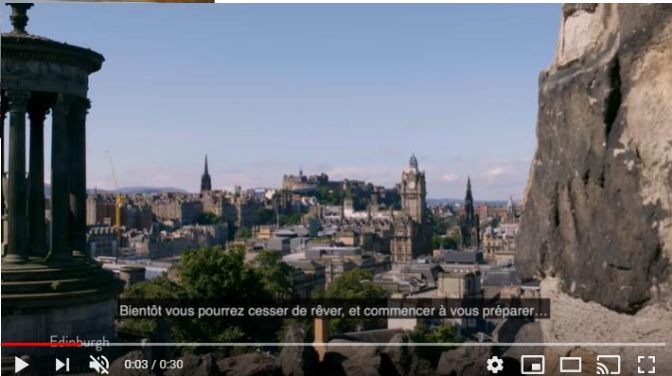 Bientôt vous pourrez cesser de rêver, et commencer à vous préparer...
Edinburgh
0:03 / 0:30